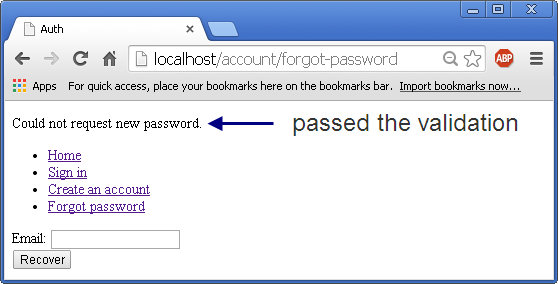 Auth
localhost/account/forgot-password
ABP
Apps For quick access, place your bookmarks here on the bookmarks bar. Import bookmarks now...
Could not request new password. passed the validation
Home
Sign in
Create an account
Forgot password
Email:
Recover